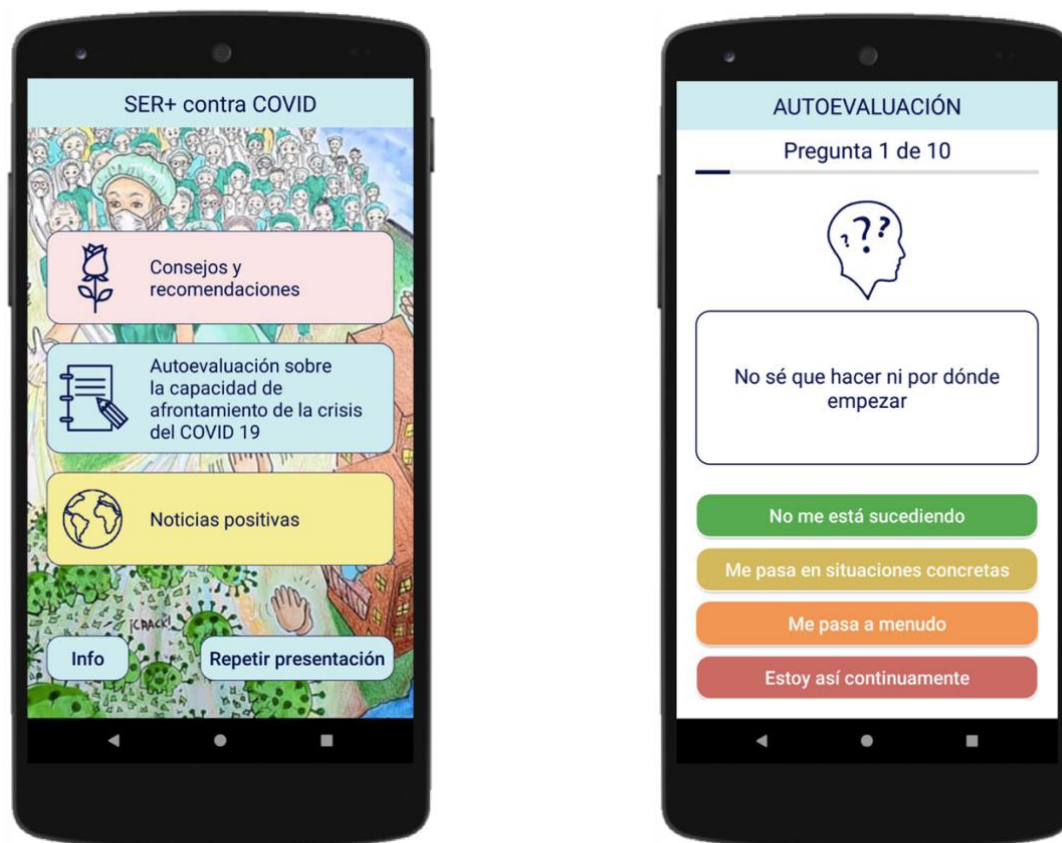 SER+ contra COVID
Consejos y
recomendaciones
Autoevaluación sobre
la capacidad de
afrontamiento de la crisis
del COVID 19
Noticias positivas
¡CRACK!
Info
Repetir presentación
AUTOEVALUACIÓN
Pregunta 1 de 10
? ? ?
No sé que hacer ni por dónde
empezar
No me está sucediendo
Me pasa en situaciones concretas
Me pasa a menudo
Estoy así continuamente